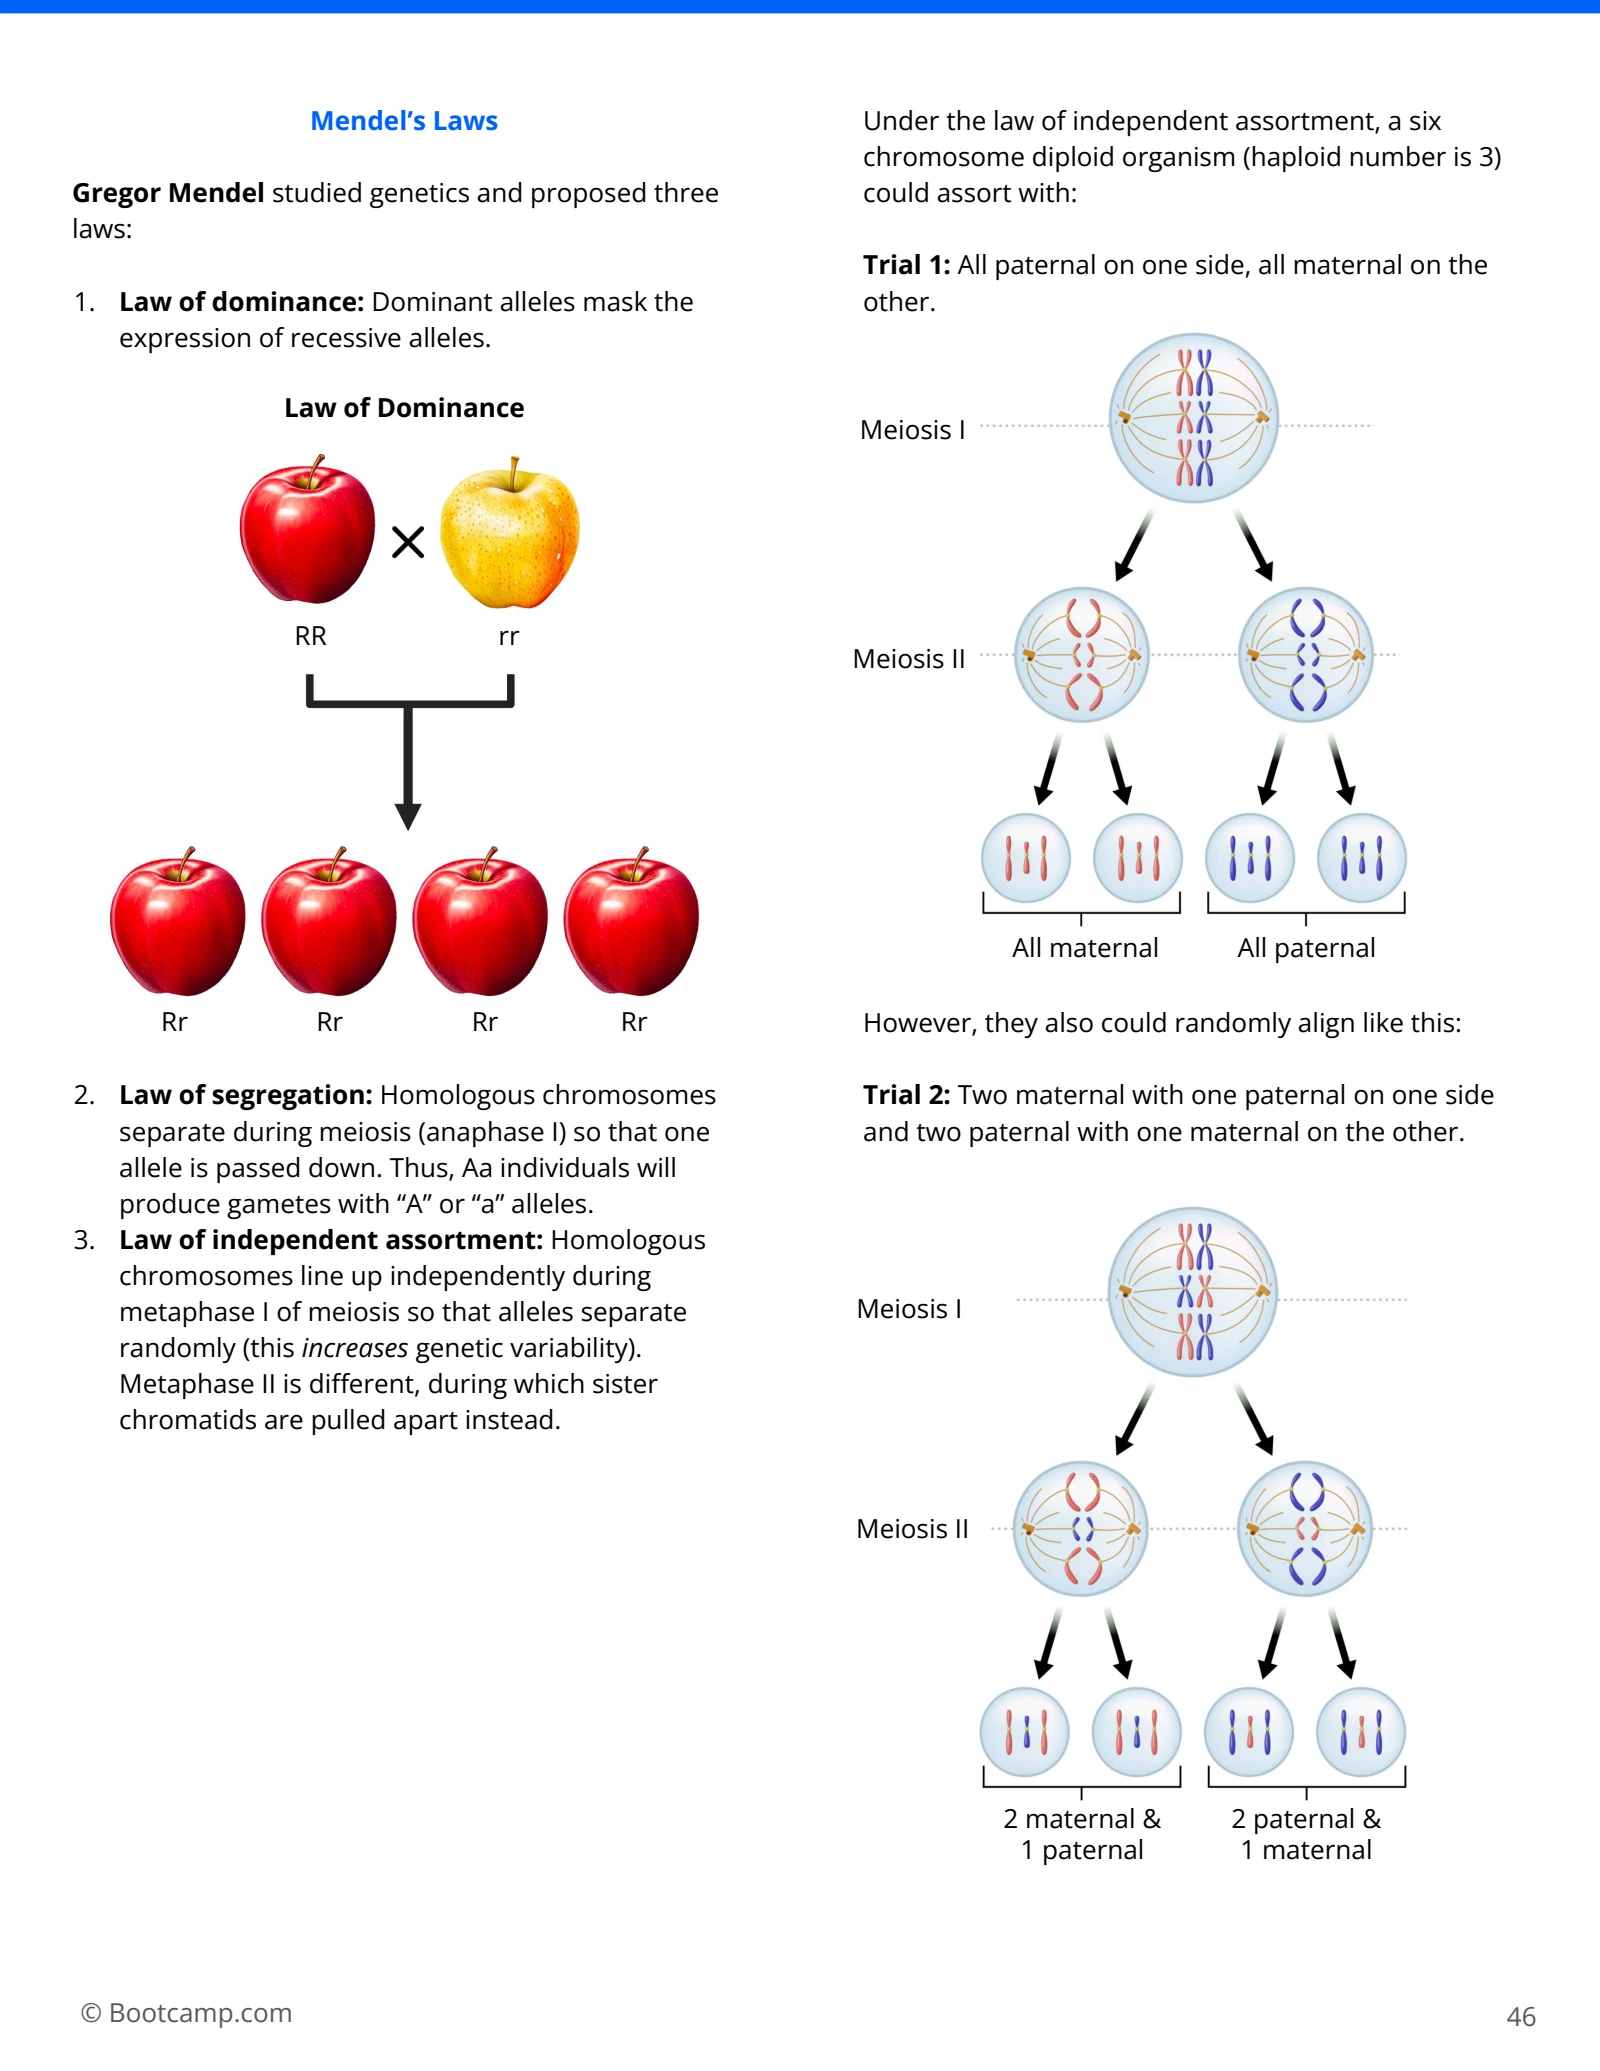 Mendel’s Laws
Gregor Mendel studied genetics and proposed three
laws:
1. Law of dominance: Dominant alleles mask the
expression of recessive alleles.
Law of Dominance
RR
rr
Rr
Rr
Rr
Rr
2. Law of segregation: Homologous chromosomes
separate during meiosis (anaphase I) so that one
allele is passed down. Thus, Aa individuals will
produce gametes with “A” or “a” alleles.
3. Law of independent assortment: Homologous
chromosomes line up independently during
metaphase I of meiosis so that alleles separate
randomly (this increases genetic variability).
Metaphase II is different, during which sister
chromatids are pulled apart instead.
Under the law of independent assortment, a six
chromosome diploid organism (haploid number is 3)
could assort with:
Trial 1: All paternal on one side, all maternal on the
other.
Meiosis I
Meiosis II
All maternal
All paternal
However, they also could randomly align like this:
Trial 2: Two maternal with one paternal on one side
and two paternal with one maternal on the other.
Meiosis I
Meiosis II
2 maternal &
1 paternal
2 paternal &
1 maternal
© Bootcamp.com
46